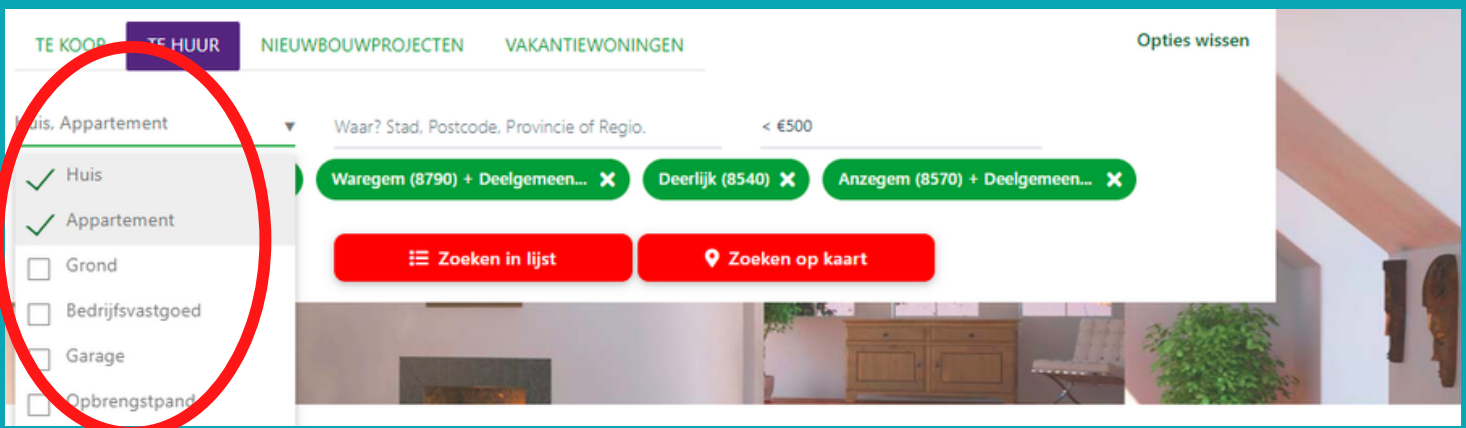 TE KOOP TE HUUR NIEUWBOUWPROJECTEN VAKANTIEWONINGEN Opties wissen
Huis, Appartement Waar? Stad, Postcode, Provincie of Regio. < €500
Huis Waregem (8790) + Deelgemeen... Deerlijk (8540) Anzegem (8570) + Deelgemeen...
Appartement
Grond Zoeken in lijst Zoeken op kaart
Bedrijfsvastgoed
Garage
Opbrengstpand